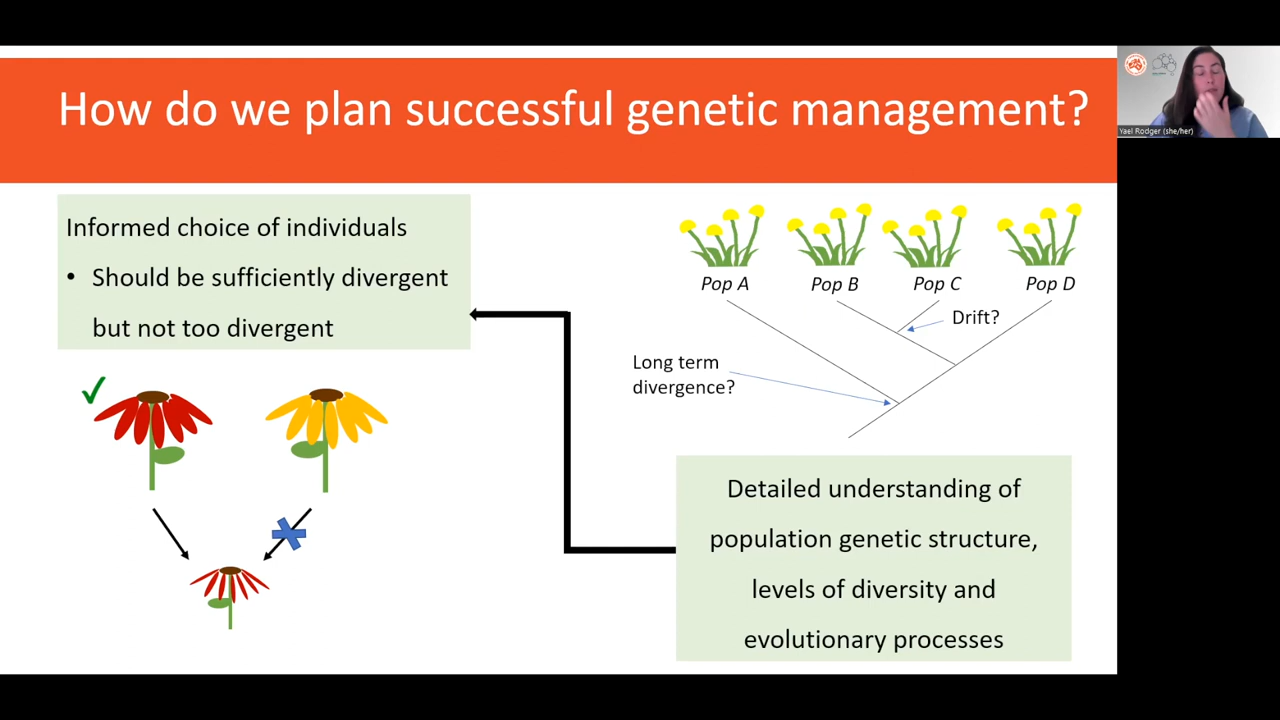 How do we plan successful genetic management?
Yael Rodger (she/her)
Informed choice of individuals
• Should be sufficiently divergent
but not too divergent
Pop A
Pop B
Pop C
Pop D
Drift?
Long term
divergence?
Detailed understanding of
population genetic structure,
levels of diversity and
evolutionary processes